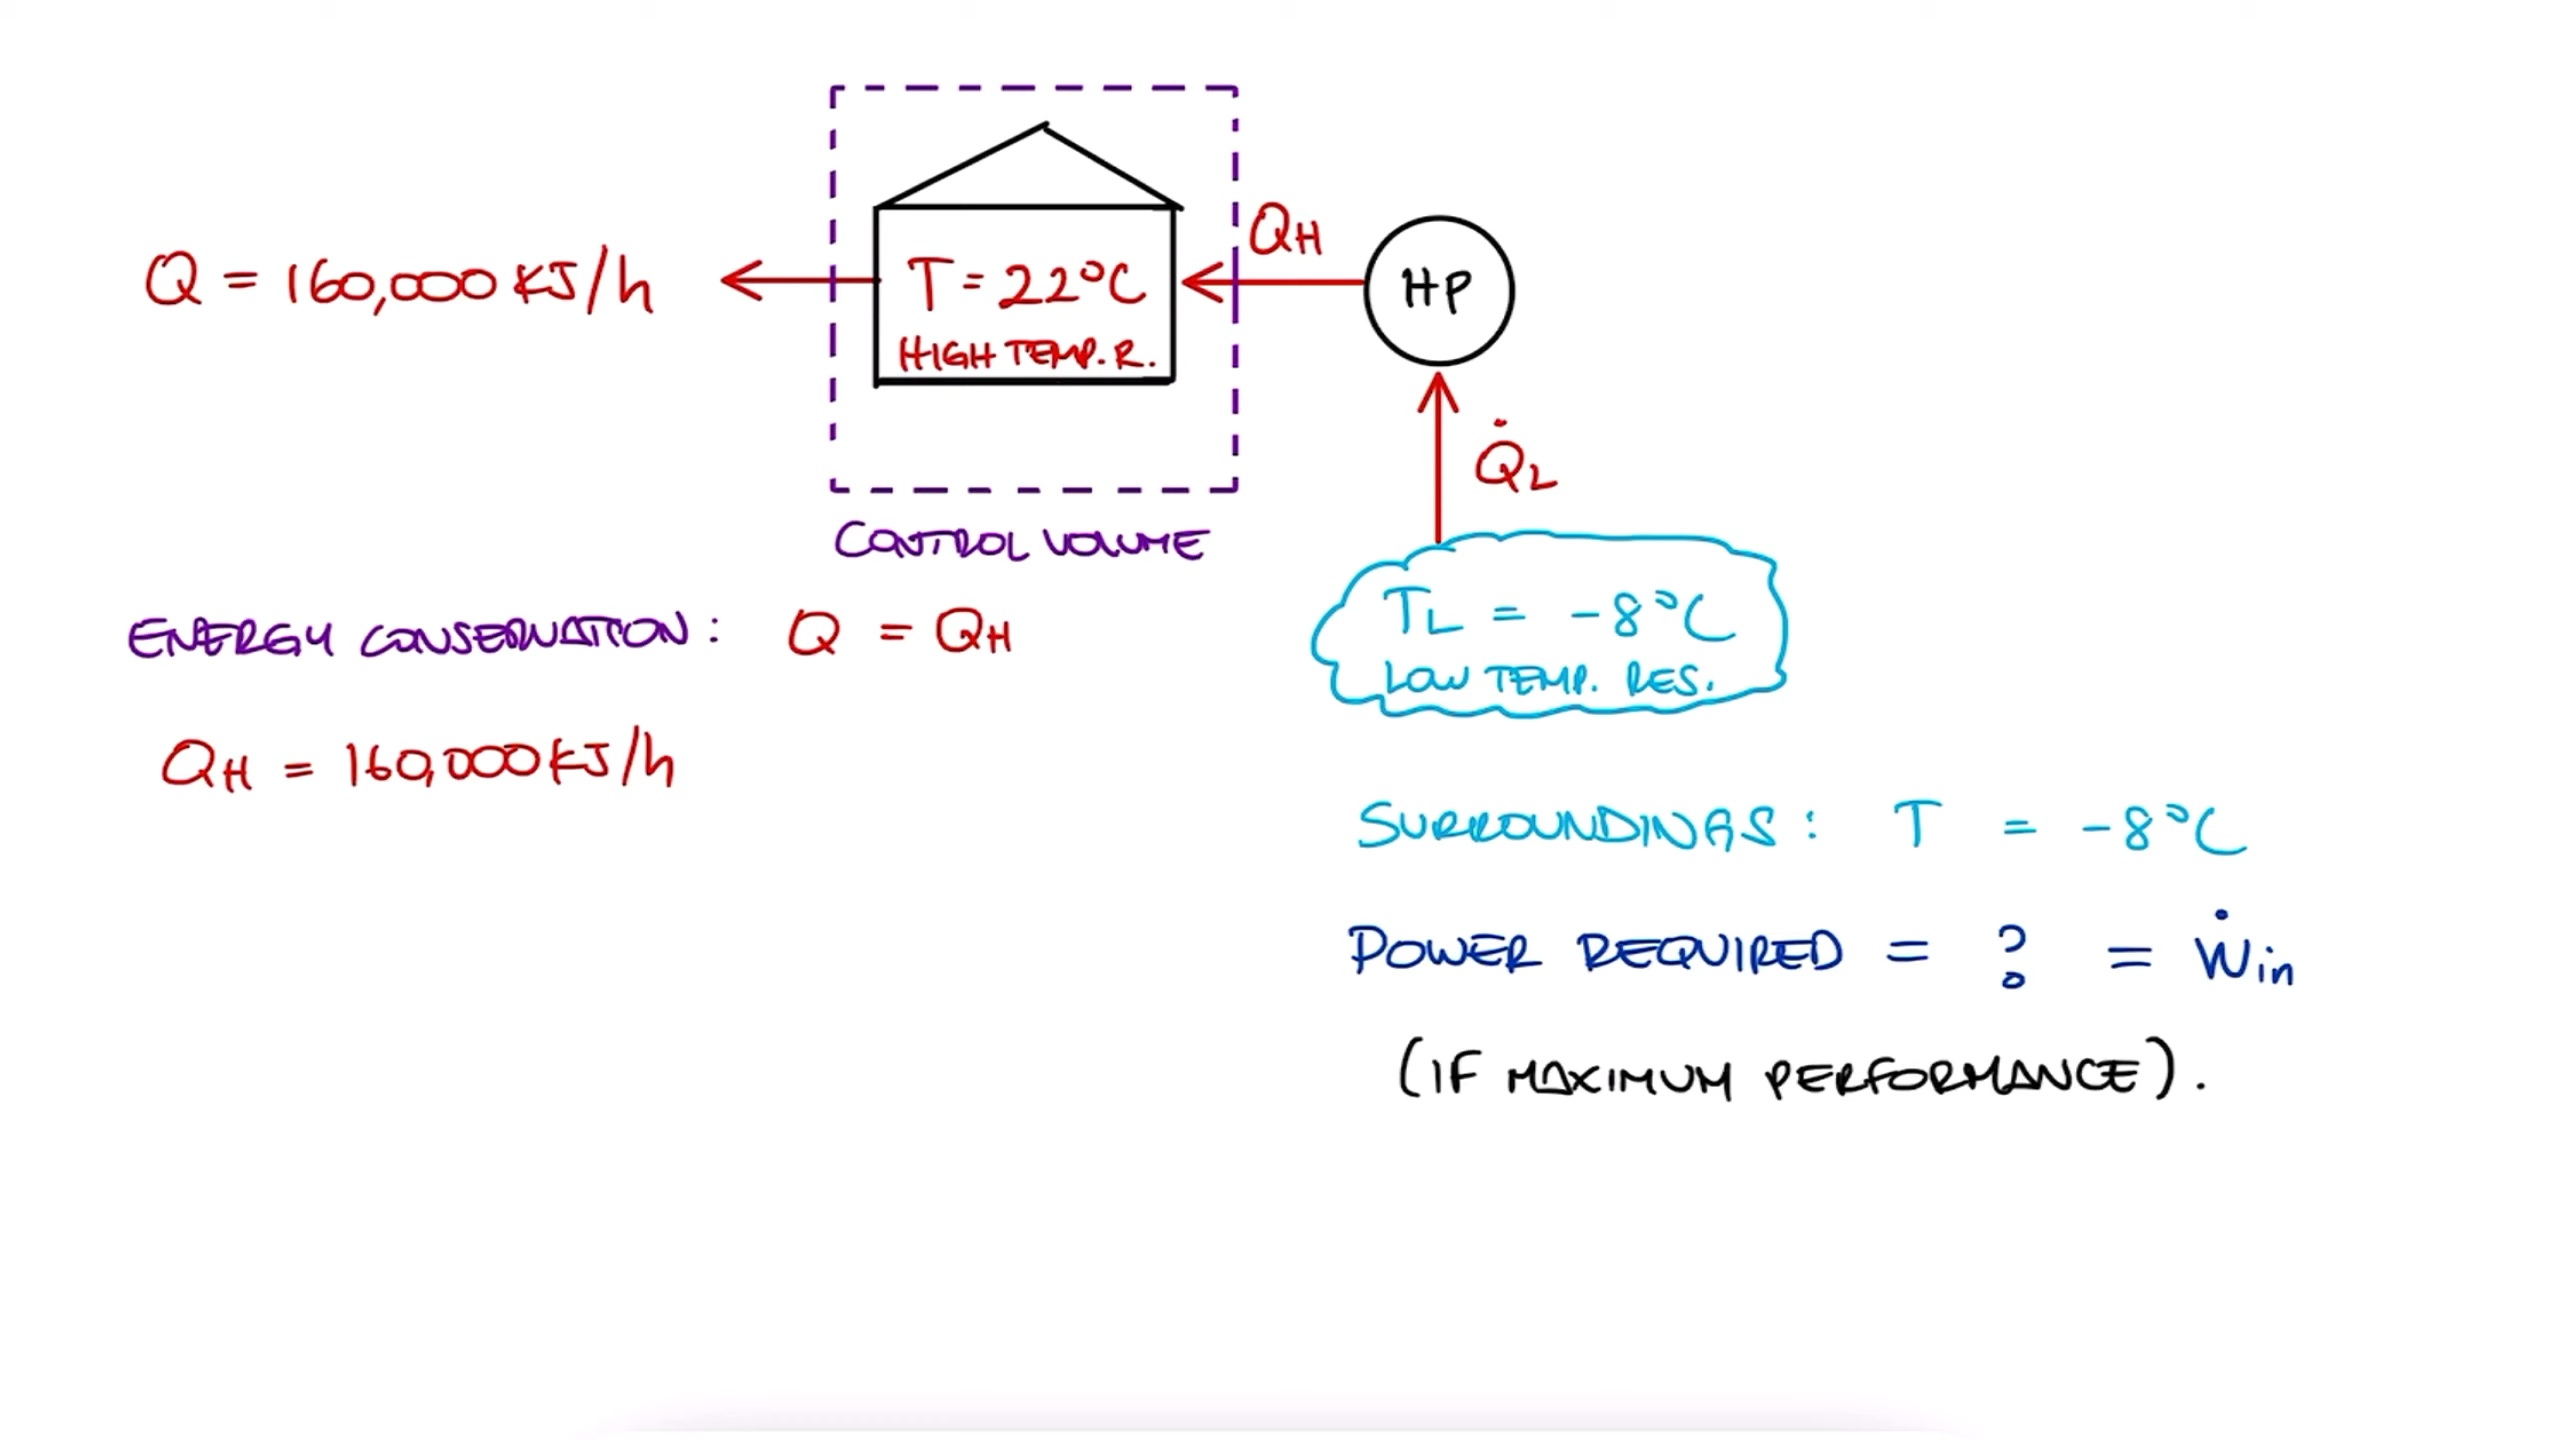 Q = 160,000 KJ/h
T = 22°C
HIGH TEMP. R.
QH
HP
Q̇L
CONTROL VOLUME
TL = -8°C
LOW TEMP. RES.
ENERGY CONSERVATION: Q = QH
QH = 160,000 KJ/h
SURROUNDINGS: T = -8°C
POWER REQUIRED = ? = Ẇin
(IF MAXIMUM PERFORMANCE).